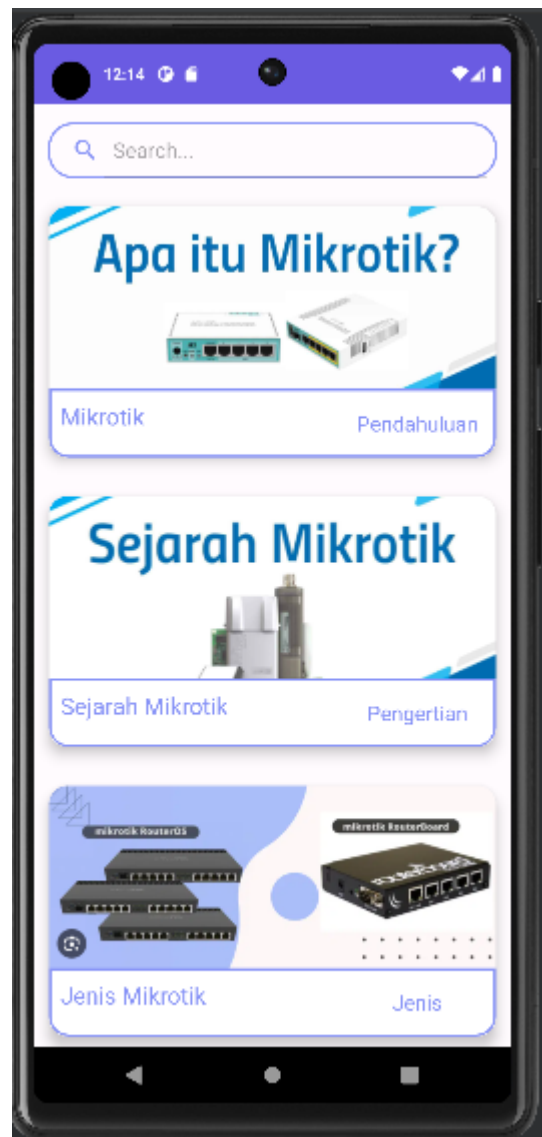 12:14
Search...
Apa itu Mikrotik?
Mikrotik
Pendahuluan
Sejarah Mikrotik
Sejarah Mikrotik
Pengertian
mikrotik RouterOS
mikrotik RouterBoard
Jenis Mikrotik
Jenis